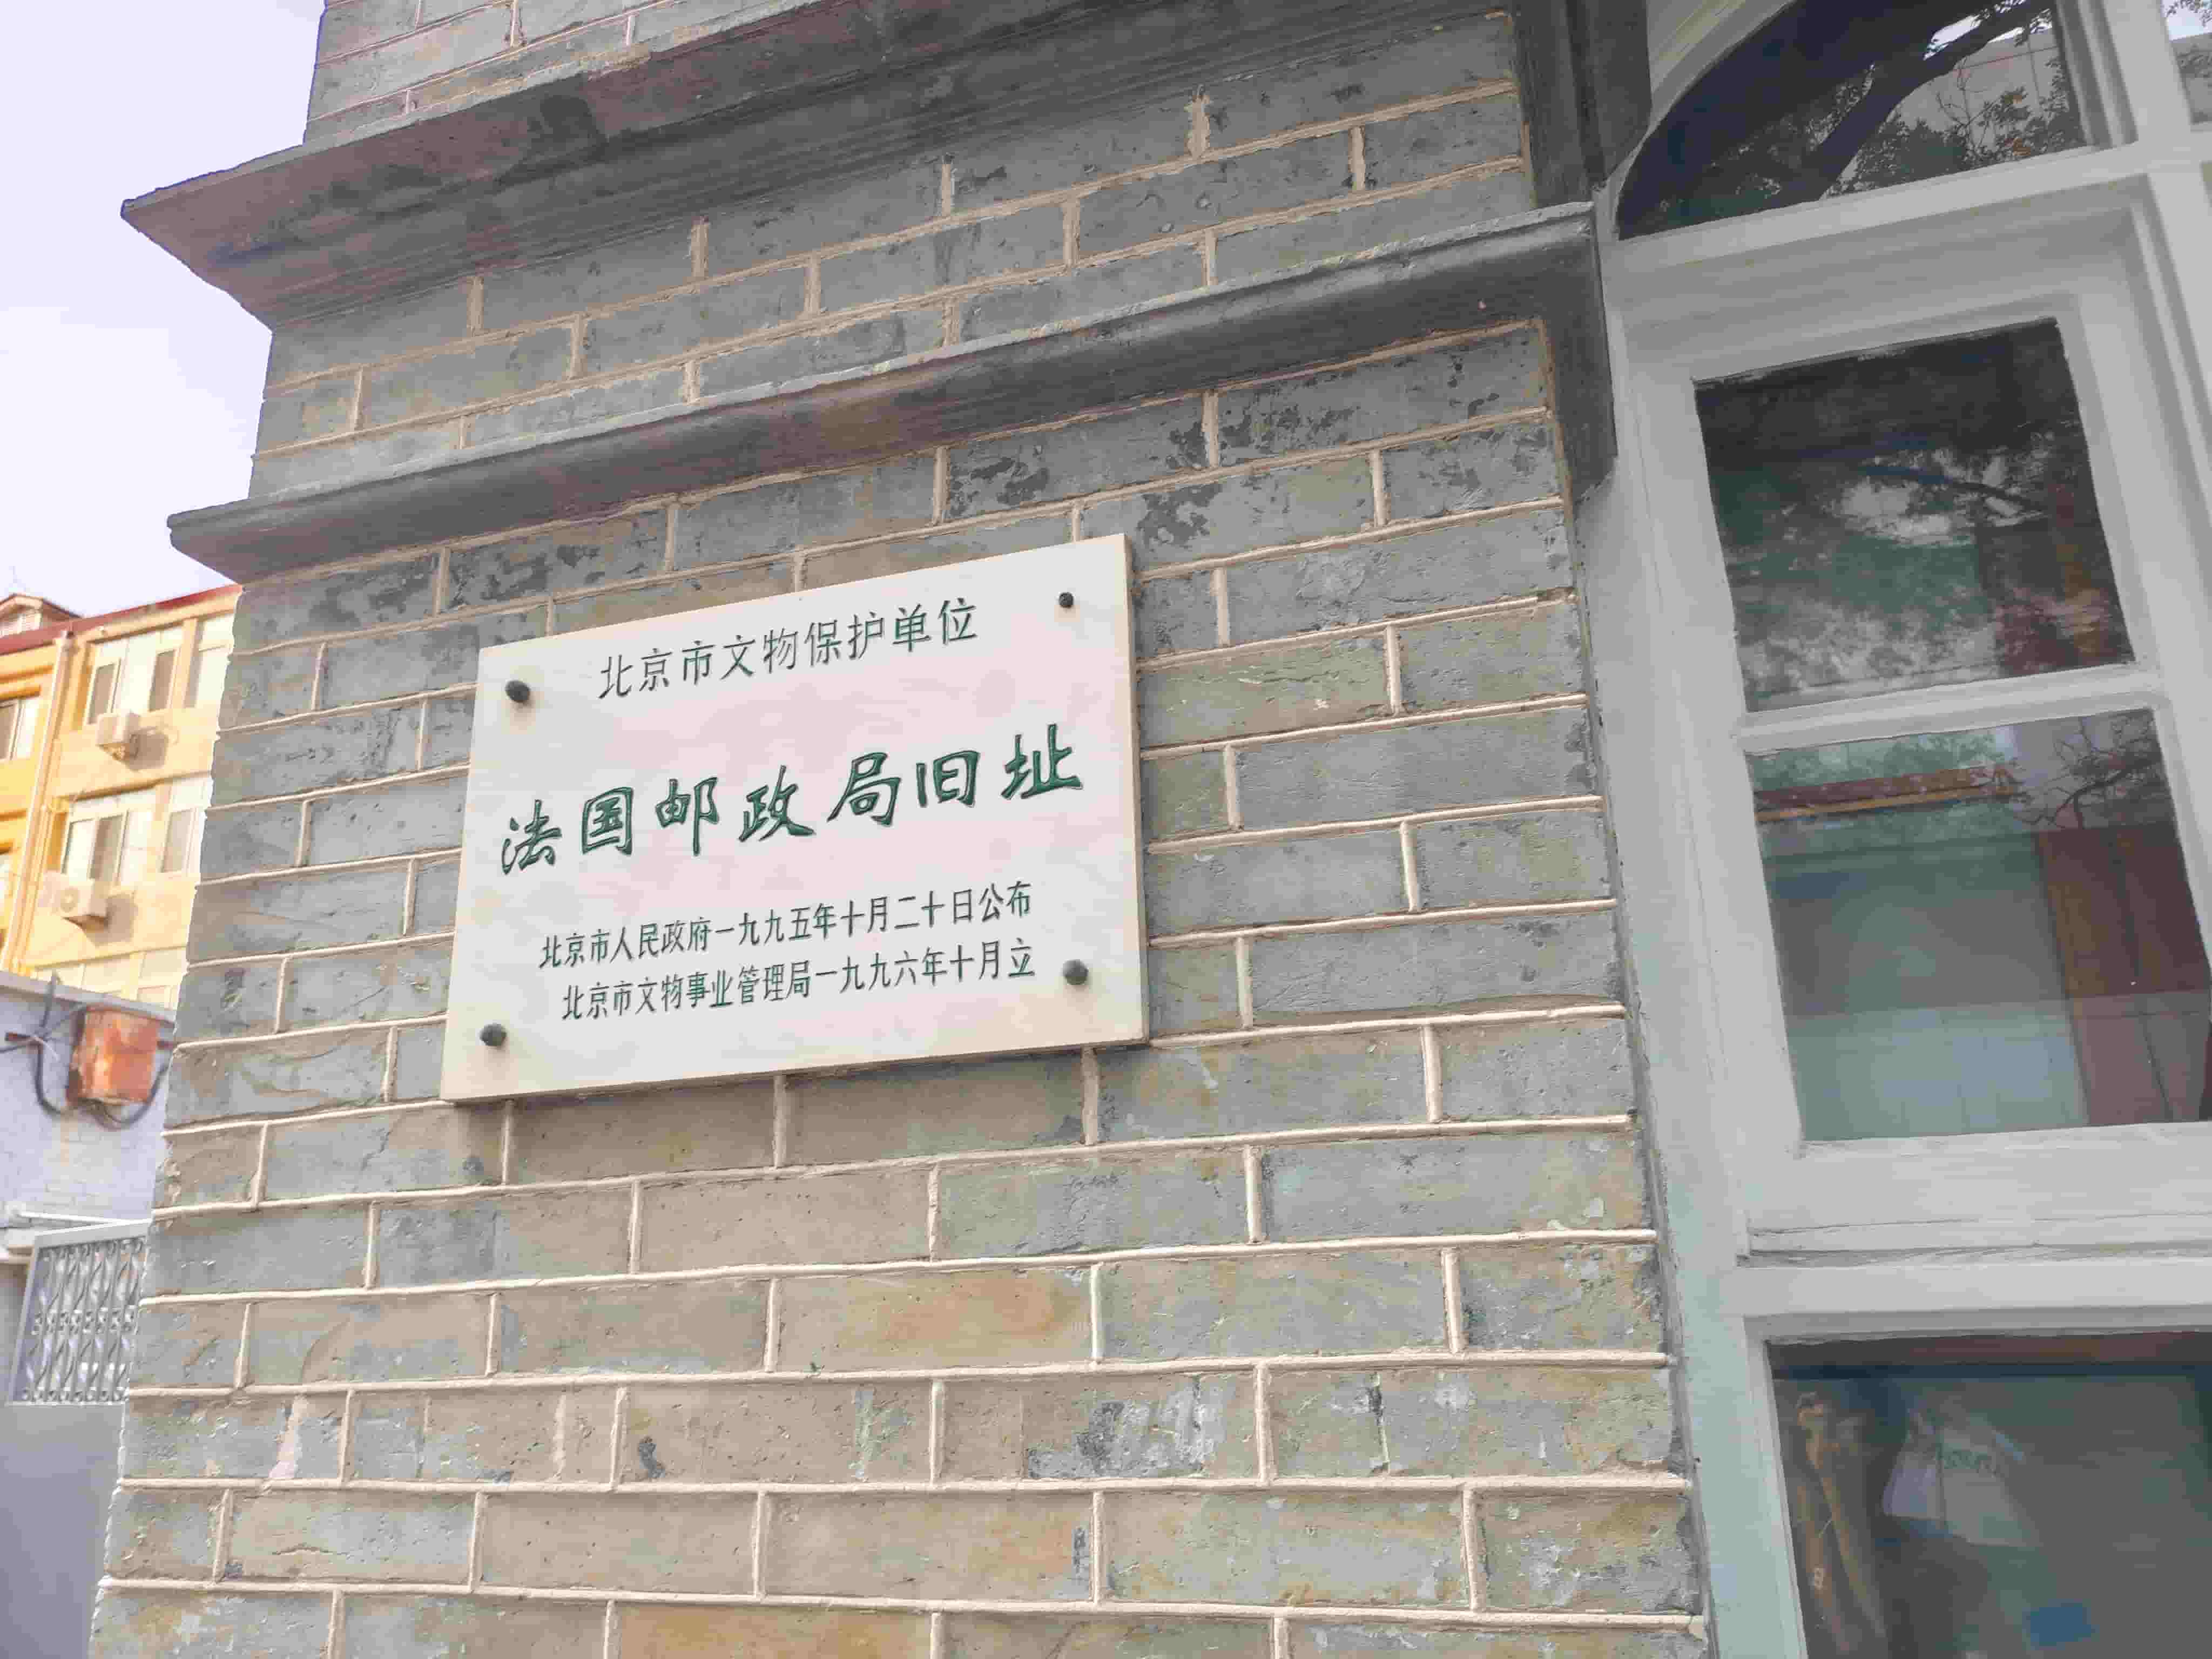 北京市文物保护单位
法国邮政局旧址
北京市人民政府一九九五年十月二十日公布
北京市文物事业管理局一九九六年十月立